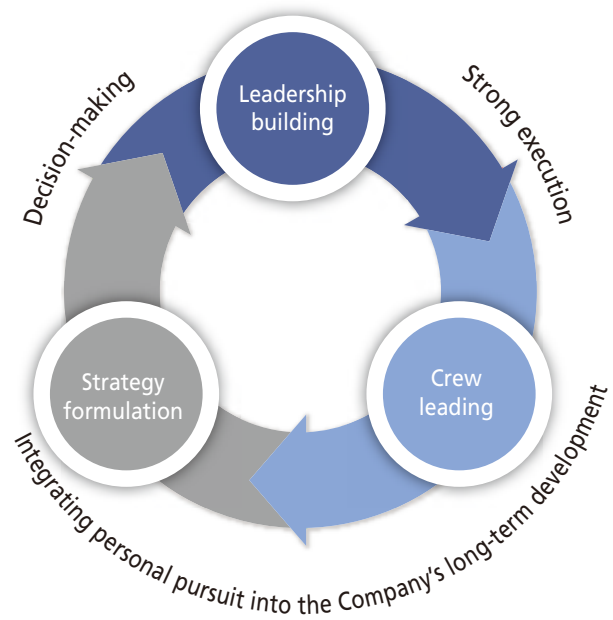 Decision-making
Leadership
building
Strong execution
Strategy
formulation
Crew
leading
Integrating personal pursuit into the Company's long-term development